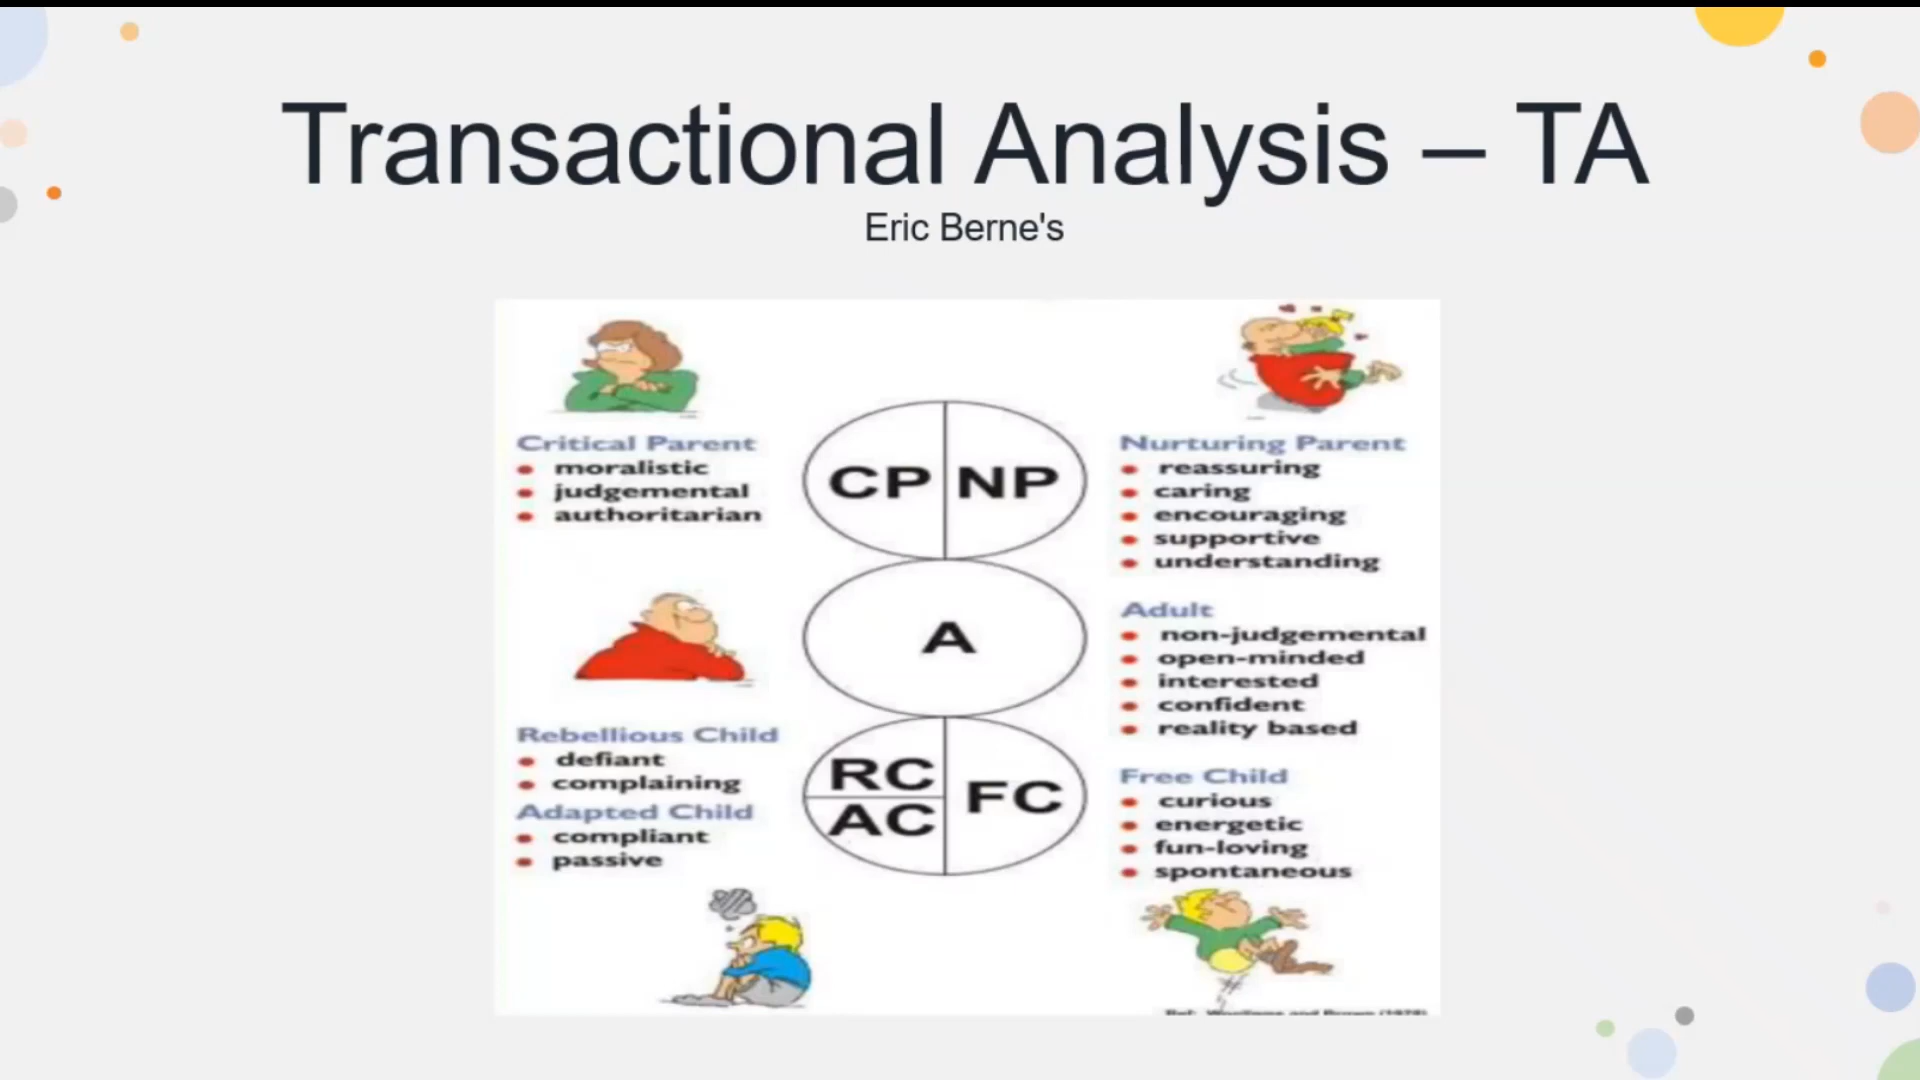 Transactional Analysis – TA
Eric Berne's
Critical Parent
moralistic
judgemental
authoritarian
CP NP
Nurturing Parent
reassuring
caring
encouraging
supportive
understanding
A
Adult
non-judgemental
open-minded
interested
confident
reality based
Rebellious Child
defiant
complaining
Adapted Child
compliant
passive
RC
AC
FC
Free Child
curious
energetic
fun-loving
spontaneous